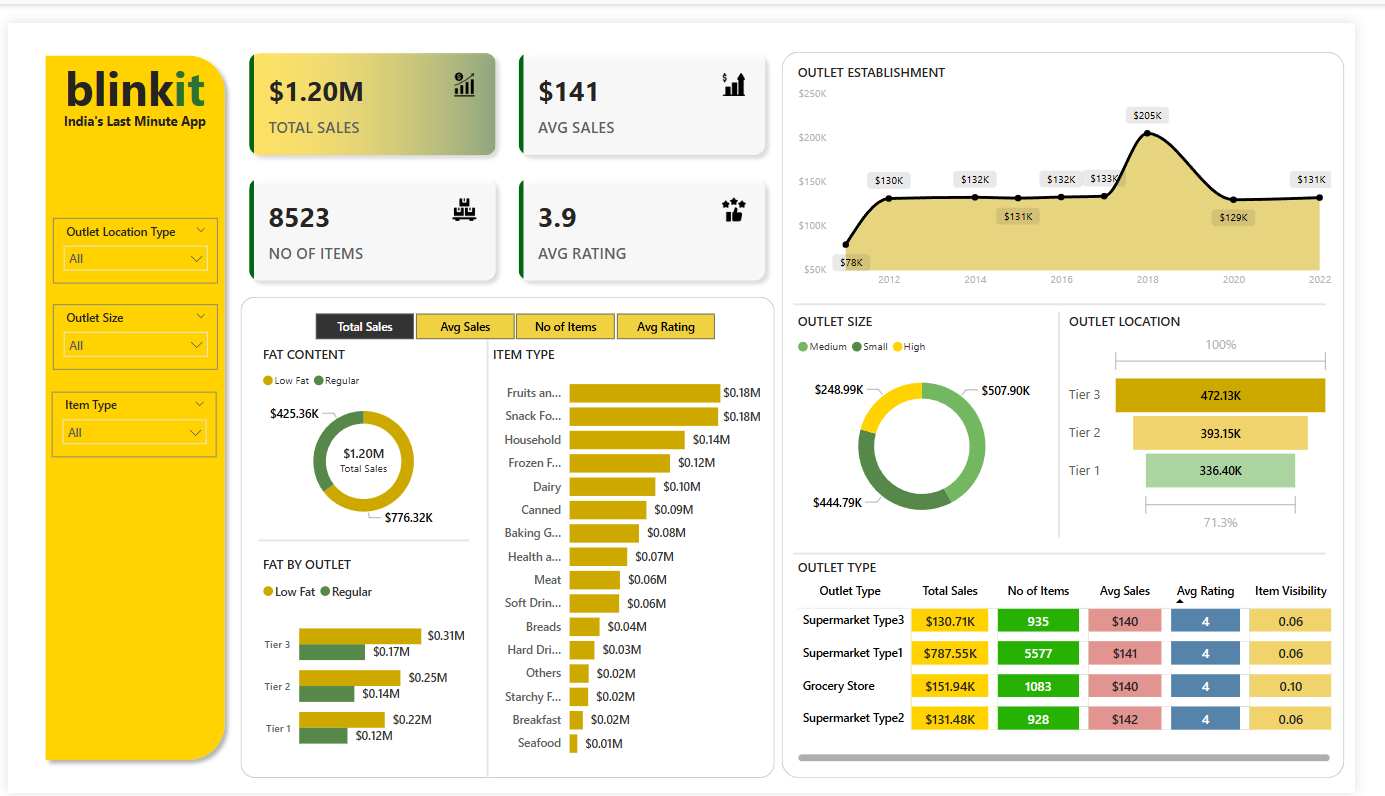 blinkit
India's Last Minute App
Outlet Location Type
All
Outlet Size
All
Item Type
All
$1.20M
TOTAL SALES
$141
AVG SALES
8523
NO OF ITEMS
3.9
AVG RATING
Total Sales
Avg Sales
No of Items
Avg Rating
FAT CONTENT
Low Fat Regular
$425.36K
$1.20M
Total Sales
$776.32K
FAT BY OUTLET
Low Fat Regular
Tier 3 $0.31M
$0.17M
Tier 2 $0.25M
$0.14M
Tier 1 $0.22M
$0.12M
ITEM TYPE
Fruits an... $0.18M
Snack Fo... $0.18M
Household $0.14M
Frozen F... $0.12M
Dairy $0.10M
Canned $0.09M
Baking G... $0.08M
Health a... $0.07M
Meat $0.06M
Soft Drin... $0.06M
Breads $0.04M
Hard Dri... $0.03M
Others $0.02M
Starchy F... $0.02M
Breakfast $0.02M
Seafood $0.01M
OUTLET ESTABLISHMENT
$250K
$200K
$150K
$100K
$50K
$78K
$130K
$132K
$131K
$132K
$133K
$205K
$129K
$131K
2012 2014 2016 2018 2020 2022
OUTLET SIZE
Medium Small High
$248.99K
$507.90K
$444.79K
OUTLET LOCATION
100%
Tier 3 472.13K
Tier 2 393.15K
Tier 1 336.40K
71.3%
OUTLET TYPE
Outlet Type Total Sales No of Items Avg Sales Avg Rating Item Visibility
Supermarket Type3 $130.71K 935 $140 4 0.06
Supermarket Type1 $787.55K 5577 $141 4 0.06
Grocery Store $151.94K 1083 $140 4 0.10
Supermarket Type2 $131.48K 928 $142 4 0.06